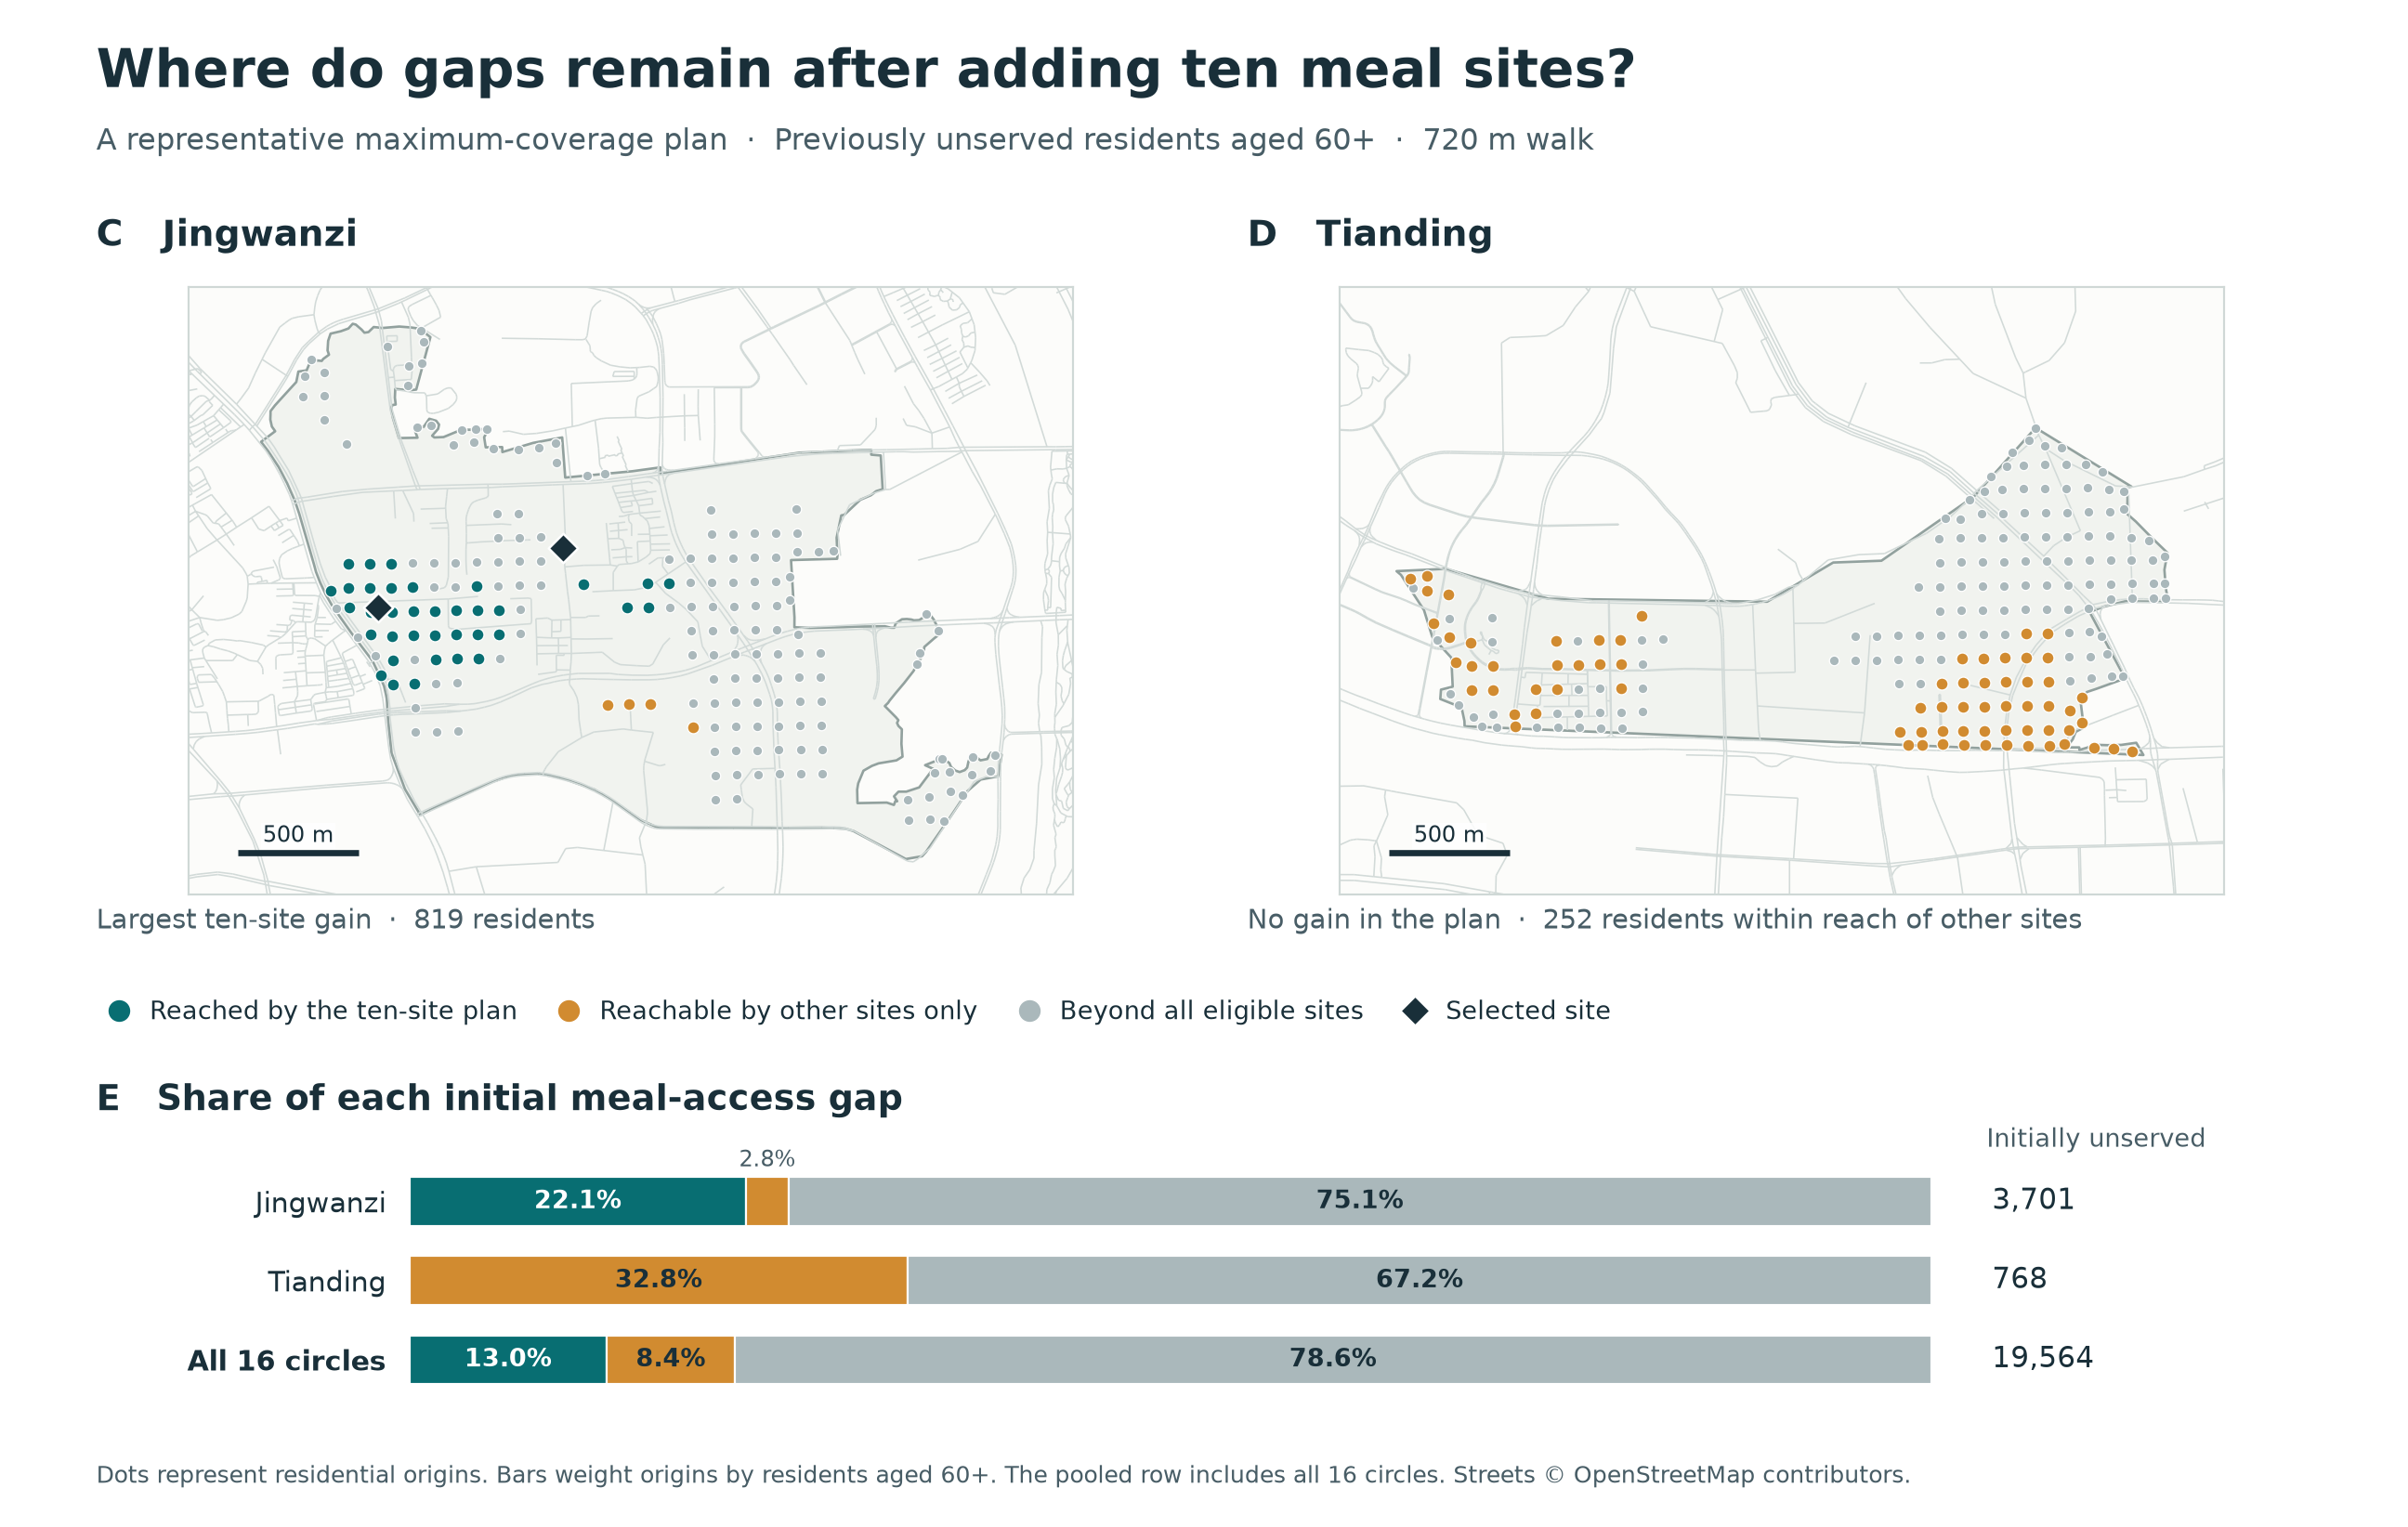 Where do gaps remain after adding ten meal sites?
A representative maximum-coverage plan · Previously unserved residents aged 60+ · 720 m walk
C Jingwanzi
D Tianding
500 m
500 m
Largest ten-site gain · 819 residents
No gain in the plan · 252 residents within reach of other sites
Reached by the ten-site plan
Reachable by other sites only
Beyond all eligible sites
Selected site
E Share of each initial meal-access gap
Initially unserved
2.8%
Jingwanzi 22.1% 75.1% 3,701
Tianding 32.8% 67.2% 768
All 16 circles 13.0% 8.4% 78.6% 19,564
Dots represent residential origins. Bars weight origins by residents aged 60+. The pooled row includes all 16 circles. Streets © OpenStreetMap contributors.